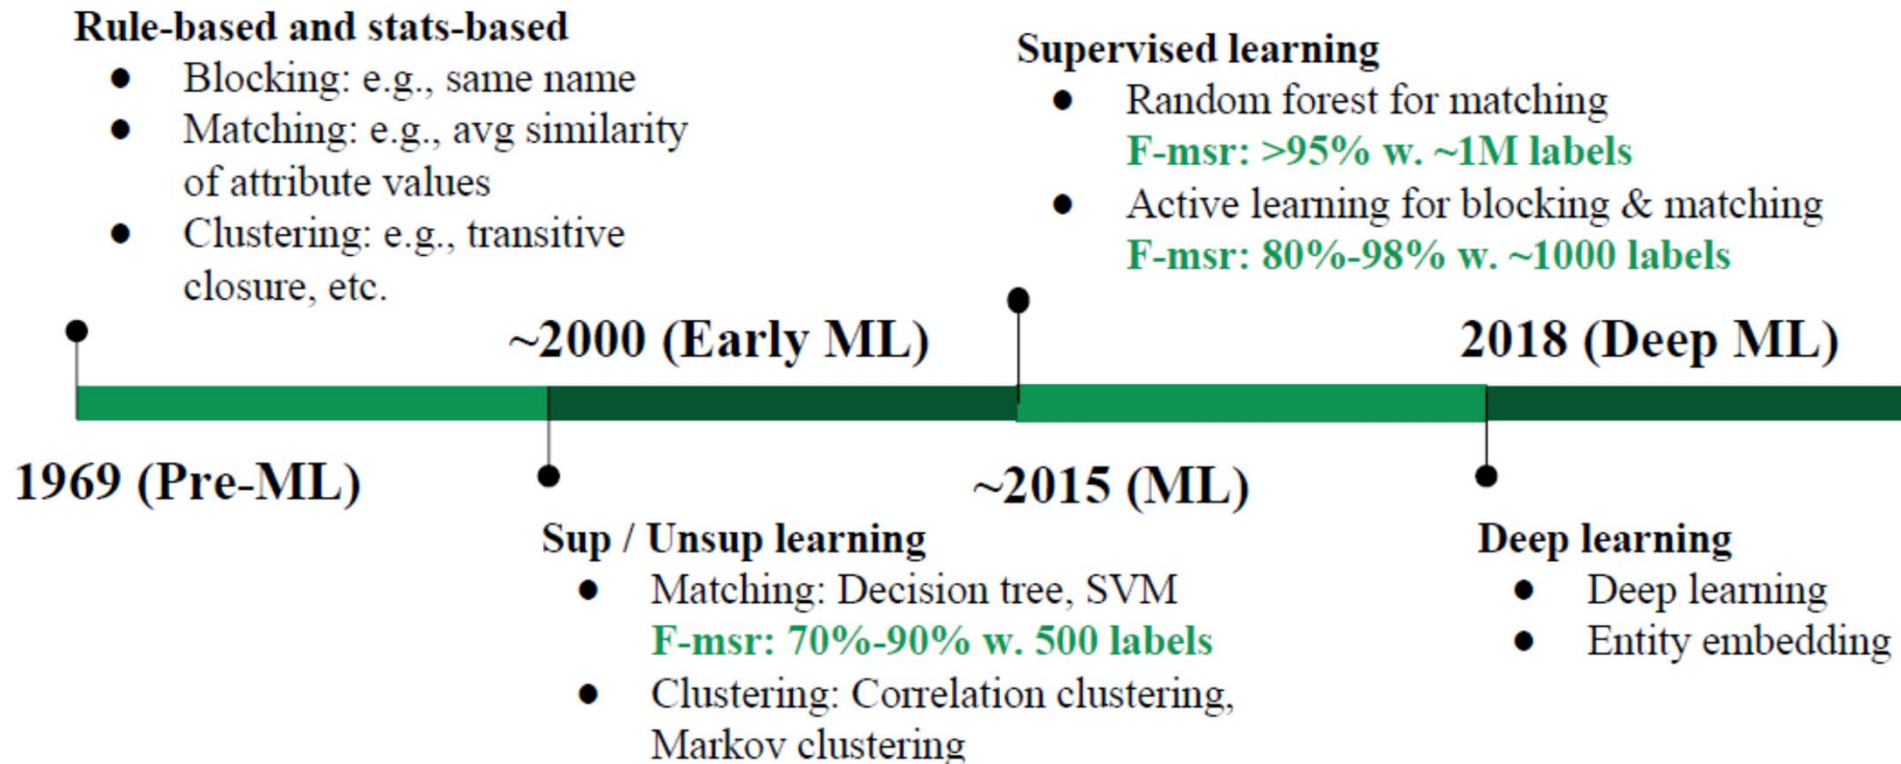 Rule-based and stats-based
● Blocking: e.g., same name
● Matching: e.g., avg similarity
of attribute values
● Clustering: e.g., transitive
closure, etc.
1969 (Pre-ML)
~2000 (Early ML)
Sup / Unsup learning
● Matching: Decision tree, SVM
F-msr: 70%-90% w. 500 labels
● Clustering: Correlation clustering,
Markov clustering
Supervised learning
● Random forest for matching
F-msr: >95% w. ~1M labels
● Active learning for blocking & matching
F-msr: 80%-98% w. ~1000 labels
~2015 (ML)
2018 (Deep ML)
Deep learning
● Deep learning
● Entity embedding